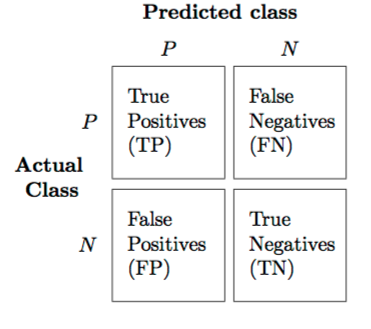 Predicted class
P N
P
True
Positives
(TP)
False
Negatives
(FN)
Actual
Class
N
False
Positives
(FP)
True
Negatives
(TN)